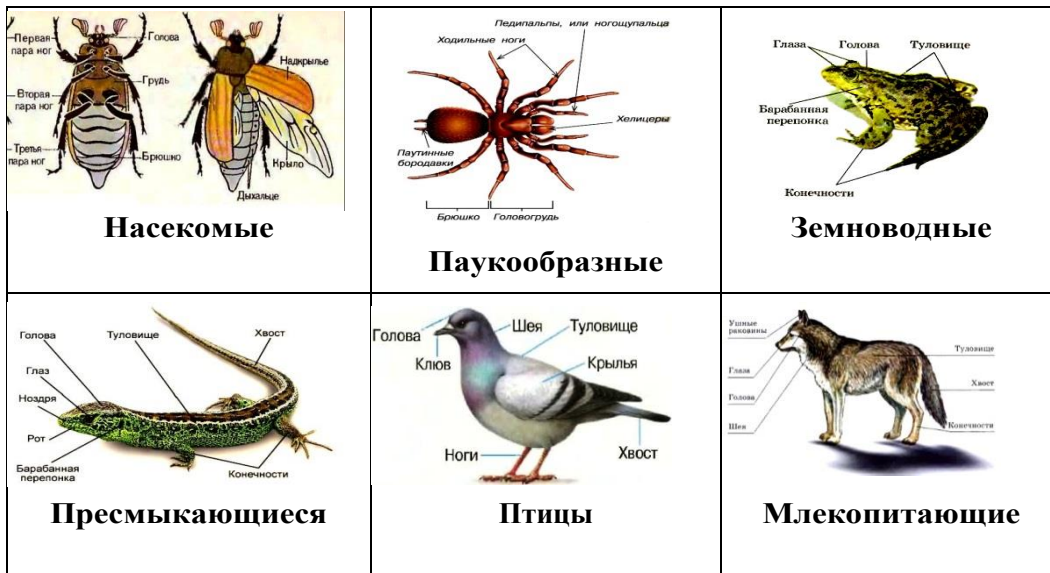 Первая
пара ног
Голова
Надкрылье
Грудь
Вторая
пара ног
Третья
пара ног
Брюшко
Крыло
Дыхальце
Насекомые
Педипальпы, или ногощупальца
Ходильные ноги
Хелицеры
Паутинные
бородавки
Брюшко
Головогрудь
Паукообразные
Глаза
Голова
Туловище
Барабанная
перепонка
Конечности
Земноводные
Голова
Туловище
Хвост
Глаз
Ноздря
Рот
Барабанная
перепонка
Конечности
Пресмыкающиеся
Голова
Шея
Туловище
Клюв
Крылья
Ноги
Хвост
Птицы
Ушные
раковины
Туловище
Глаза
Хвост
Голова
Шея
Конечности
Млекопитающие